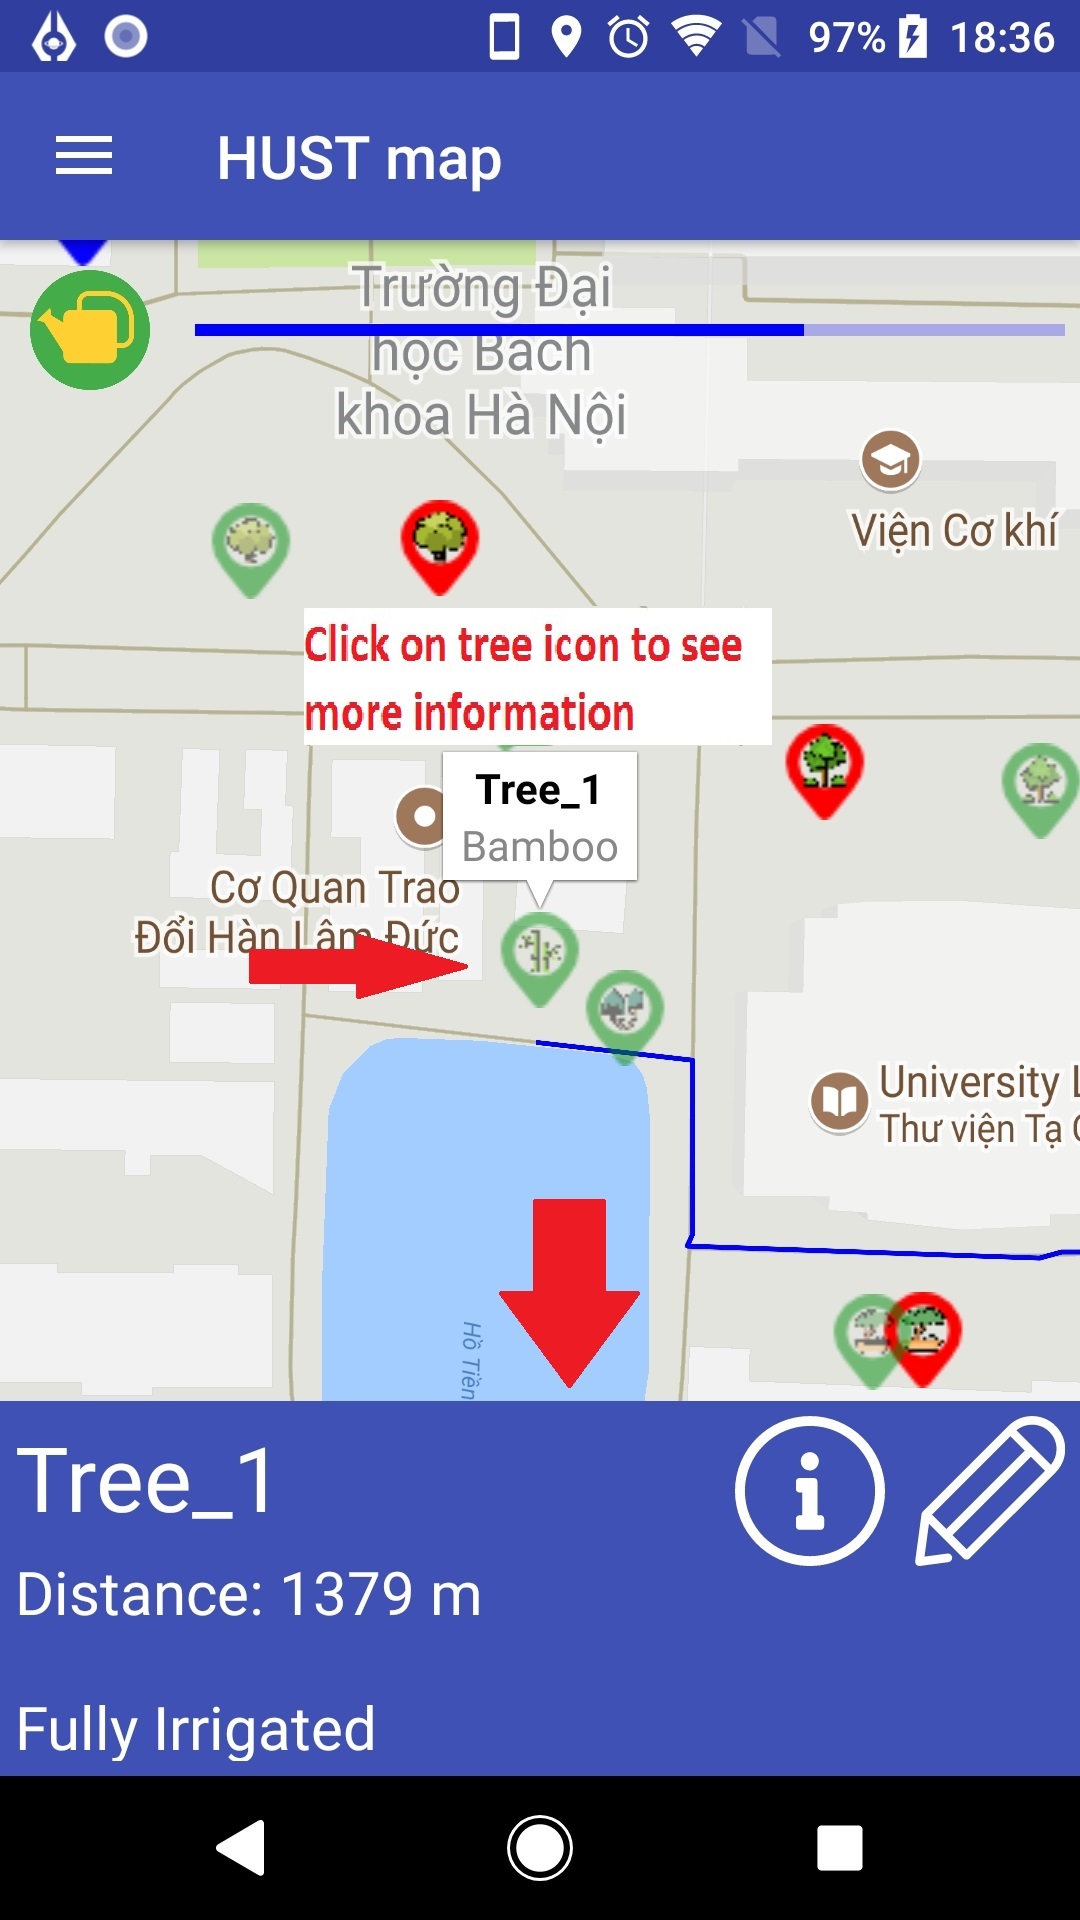 97% 18:36
HUST map
Trường Đại
học Bách
khoa Hà Nội
Viện Cơ khí
Click on tree icon to see
more information
Tree_1
Bamboo
Cơ Quan Trao
Đổi Hàn Lâm Đức
University
Thư viện Tạ
Hồ Tiền
Tree_1
Distance: 1379 m
Fully Irrigated